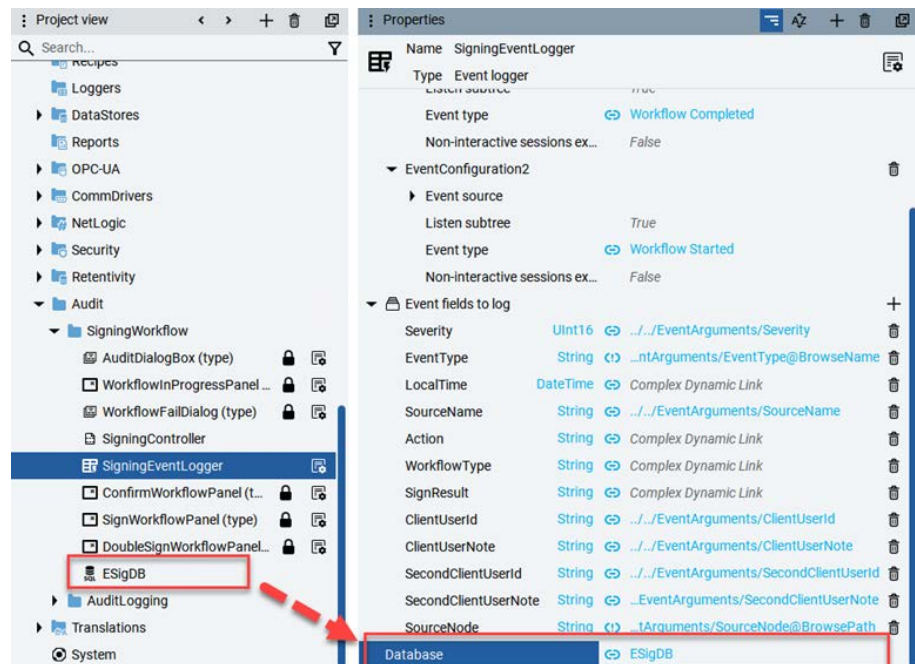 Project view
Search...
Recipes
Loggers
DataStores
Reports
OPC-UA
CommDrivers
NetLogic
Security
Retentivity
Audit
SigningWorkflow
AuditDialogBox (type)
WorkflowInProgressPanel ...
WorkflowFailDialog (type)
SigningController
SigningEventLogger
ConfirmWorkflowPanel (t...
SignWorkflowPanel (type)
DoubleSignWorkflowPanel...
SQL ESigDB
AuditLogging
Translations
System
Properties
Name SigningEventLogger
Type Event logger
Listen subtree True
Event type Workflow Completed
Non-interactive sessions ex... False
EventConfiguration2
Event source
Listen subtree True
Event type Workflow Started
Non-interactive sessions ex... False
Event fields to log
Severity UInt16 ../../EventArguments/Severity
EventType String ...ntArguments/EventType@BrowseName
LocalTime DateTime Complex Dynamic Link
SourceName String ../../EventArguments/SourceName
Action String Complex Dynamic Link
WorkflowType String Complex Dynamic Link
SignResult String Complex Dynamic Link
ClientUserId String ../../EventArguments/ClientUserId
ClientUserNote String ../../EventArguments/ClientUserNote
SecondClientUserId String ../../EventArguments/SecondClientUserId
SecondClientUserNote String ...EventArguments/SecondClientUserNote
SourceNode String ...tArguments/SourceNode@BrowsePath
Database ESigDB